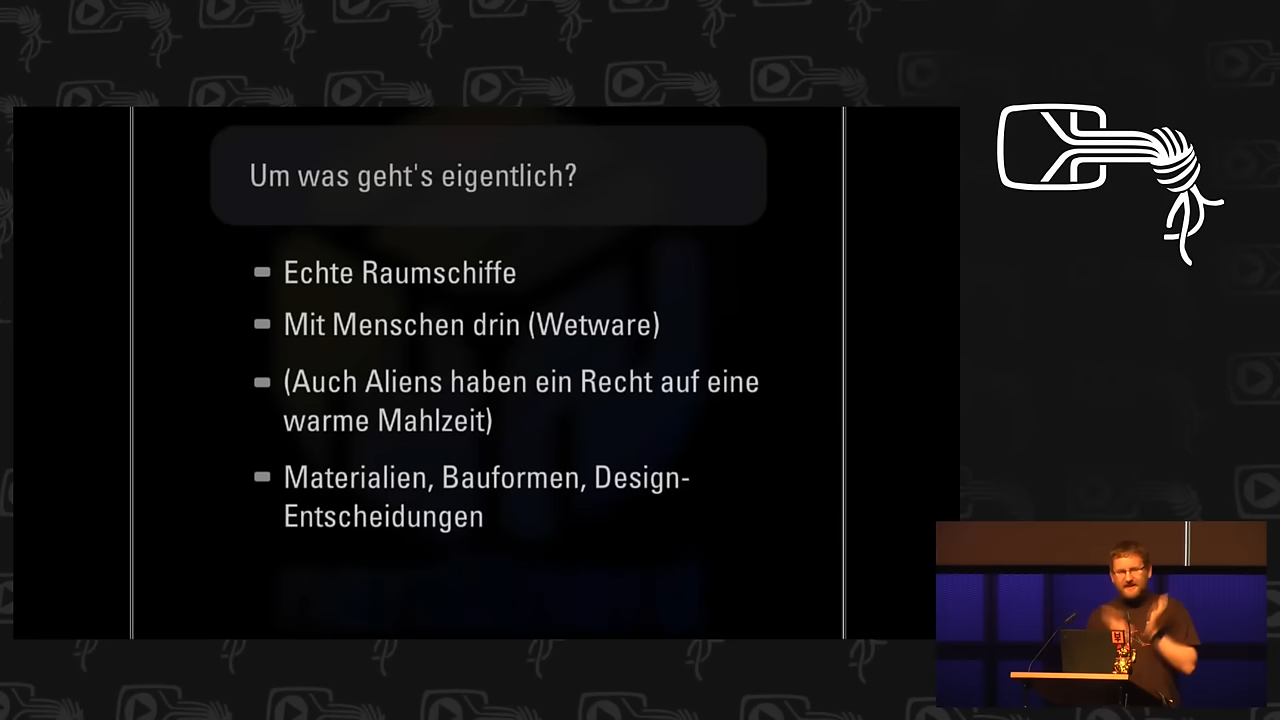 Um was geht's eigentlich?
Echte Raumschiffe
Mit Menschen drin (Wetware)
(Auch Aliens haben ein Recht auf eine
warme Mahlzeit)
Materialien, Bauformen, Design-
Entscheidungen